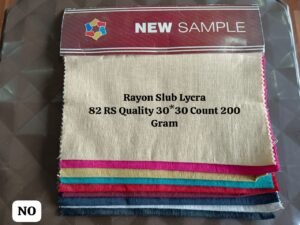 NEW SAMPLE
Rayon Slub Lycra
82 RS Quality 30*30 Count 200
Gram
NO